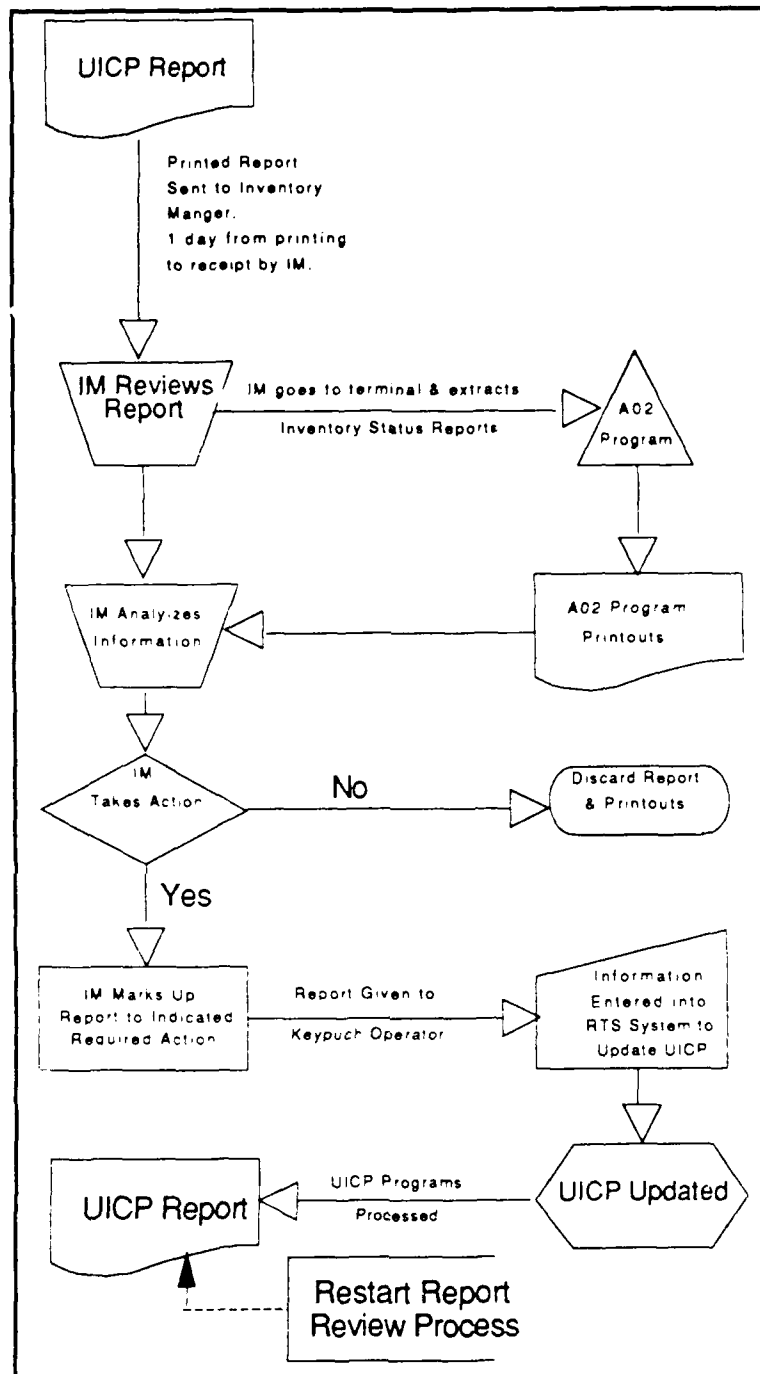 UICP Report
Printed Report
Sent to Inventory
Manger.
1 day from printing
to receipt by IM.
IM Reviews
Report
IM goes to terminal & extracts
Inventory Status Reports
A02
Program
IM Analyizes
Information
A02 Program
Printouts
IM
Takes Action
No
Discard Report
& Printouts
Yes
IM Marks Up
Report to Indicated
Required Action
Report Given to
Keypuch Operator
Information
Entered into
RTS System to
Update UICP
UICP Report
UICP Programs
Processed
UICP Updated
Restart Report
Review Process